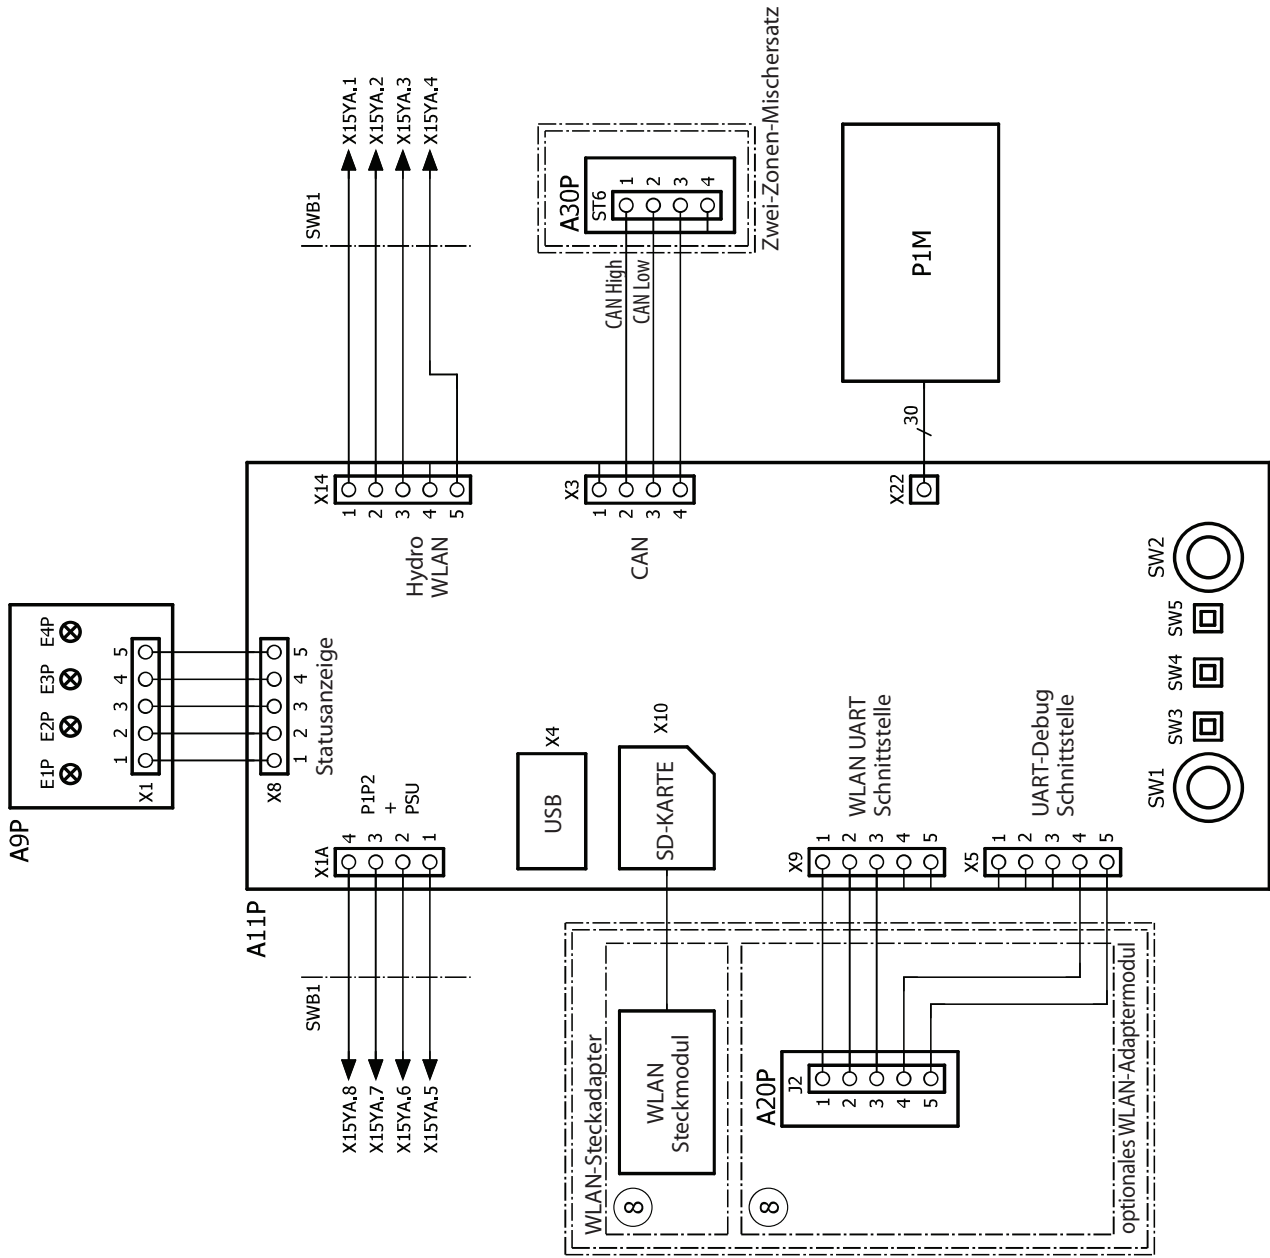 A9P
E1P
E2P
E3P
E4P
X1
1
2
3
4
5
X8
1
2
3
4
5
Statusanzeige
A11P
X1A
4
3
2
1
P1P2
+
PSU
SWB1
X15YA.8
X15YA.7
X15YA.6
X15YA.5
X14
1
2
3
4
5
Hydro
WLAN
SWB1
X15YA.1
X15YA.2
X15YA.3
X15YA.4
USB
X4
SD-KARTE
X10
X3
1
2
3
4
CAN
CAN High
CAN Low
A30P
ST6
1
2
3
4
Zwei-Zonen-Mischersatz
X9
1
2
3
4
5
WLAN UART
Schnittstelle
X5
1
2
3
4
5
UART-Debug
Schnittstelle
X22
30
P1M
SW1
SW3
SW4
SW5
SW2
WLAN-Steckadapter
WLAN
Steckmodul
8
A20P
J2
1
2
3
4
5
8
optionales WLAN-Adaptermodul